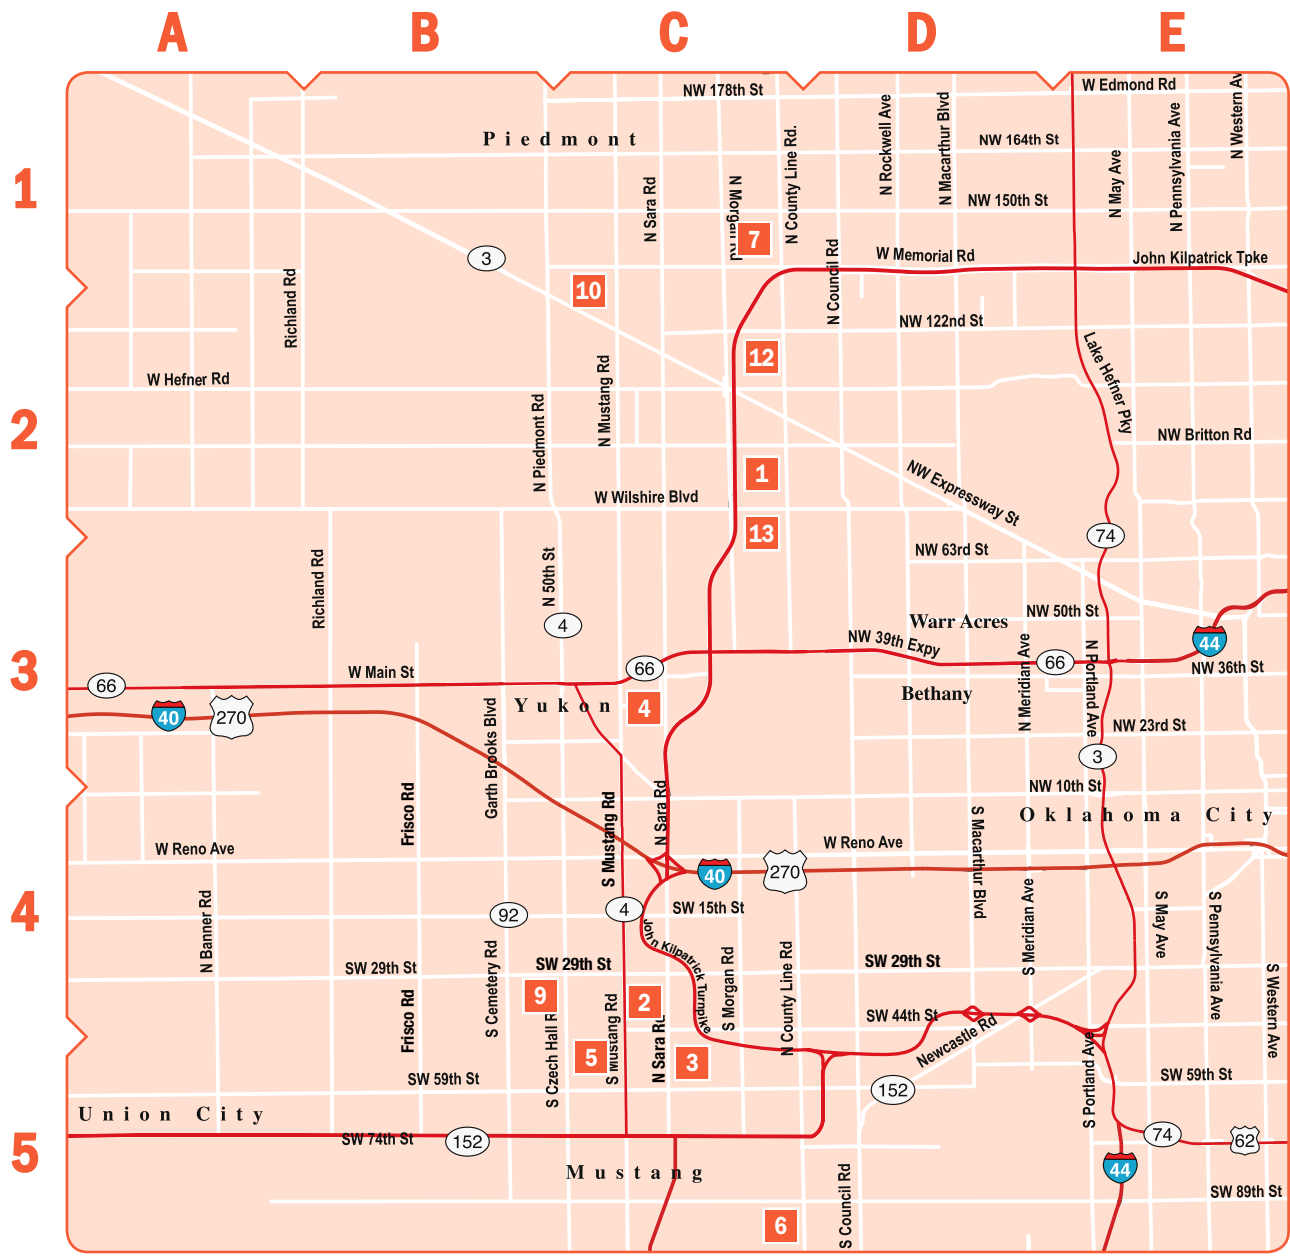 A B C D E
NW 178th St
W Edmond Rd
N Western Av
Piedmont
NW 164th St
N Rockwell Ave
N Macarthur Blvd
N County Line Rd.
N Pennsylvania Ave
N May Ave
1
N Sara Rd
N Morgan Rd
NW 150th St
7
3
W Memorial Rd
John Kilpatrick Tpke
10
Richland Rd
N Council Rd
NW 122nd St
12
Lake Hefner Pky
W Hefner Rd
N Mustang Rd
2
N Piedmont Rd
NW Britton Rd
1
W Wilshire Blvd
NW Expressway St
13
74
NW 63rd St
Richland Rd
N 50th St
4
NW 50th St
Warr Acres
NW 39th Expy
44
3
66
W Main St
66
66
NW 36th St
N Meridian Ave
N Portland Ave
Bethany
40
270
Yukon
4
NW 23rd St
Garth Brooks Blvd
3
NW 10th St
Frisco Rd
S Mustang Rd
N Sara Rd
Oklahoma City
W Reno Ave
W Reno Ave
S Macarthur Blvd
40
270
4
N Banner Rd
92
4
SW 15th St
S Meridian Ave
S May Ave
S Pennsylvania Ave
John Kilpatrick Turnpike
SW 29th St
SW 29th St
SW 29th St
S Cemetery Rd
S Morgan Rd
N County Line Rd
S Western Ave
9
2
Frisco Rd
S Czech Hall R
S Mustang Rd
N Sara Rd
SW 44th St
Newcastle Rd
5
3
SW 59th St
SW 59th St
152
S Portland Ave
Union City
5
SW 74th St
152
74
62
Mustang
44
S Council Rd
SW 89th St
6